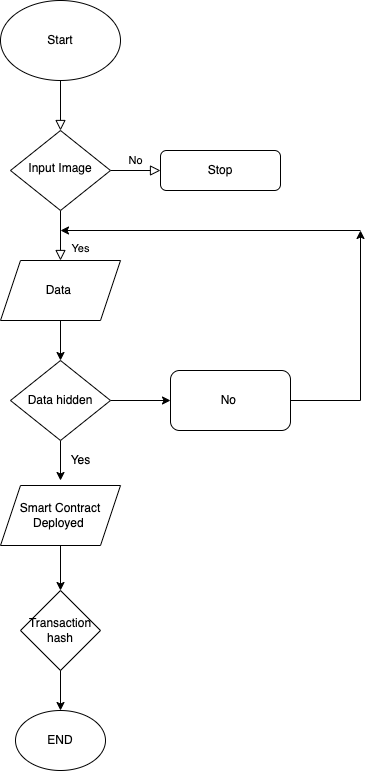 Start
Input Image
No
Stop
Yes
Data
Data hidden
No
Yes
Smart Contract
Deployed
Transaction
hash
END